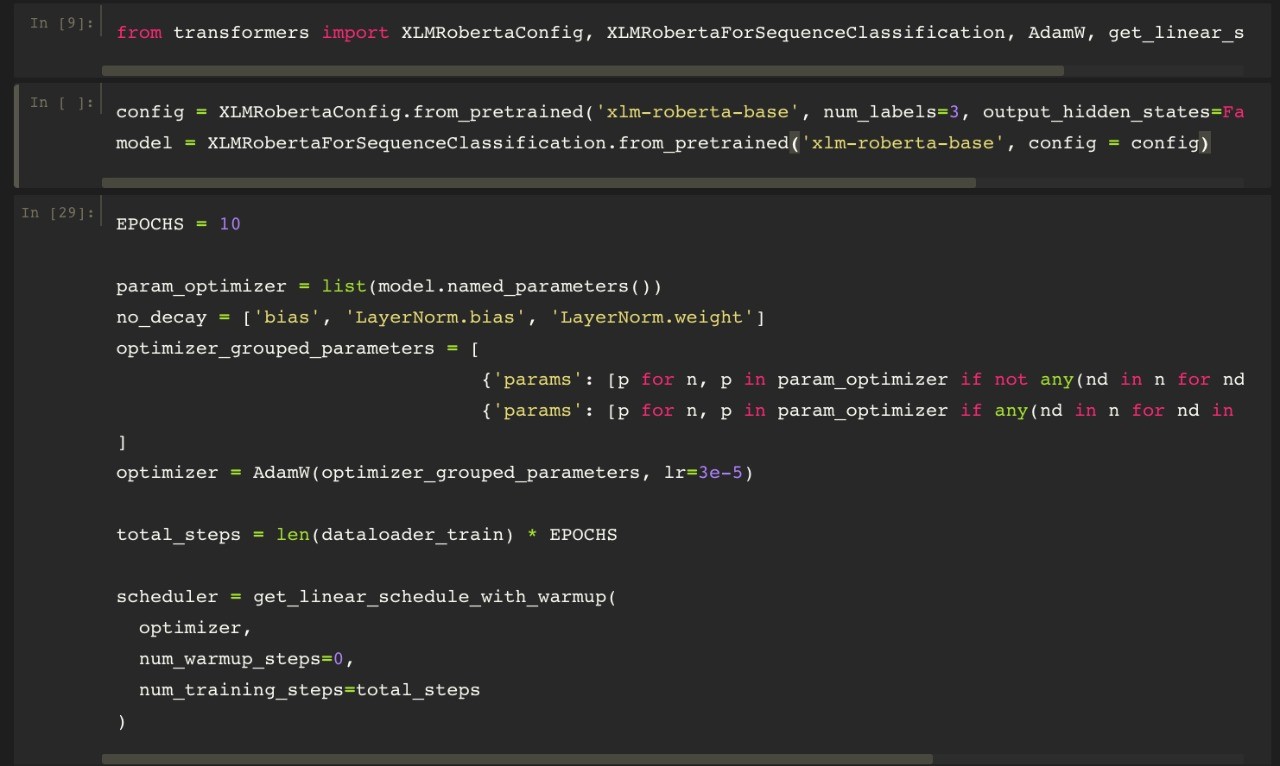 In [9]:
from transformers import XLMRobertaConfig, XLMRobertaForSequenceClassification, AdamW, get_linear_s
In [ ]:
config = XLMRobertaConfig.from_pretrained('xlm-roberta-base', num_labels=3, output_hidden_states=Fa
model = XLMRobertaForSequenceClassification.from_pretrained('xlm-roberta-base', config = config)
In [29]:
EPOCHS = 10
param_optimizer = list(model.named_parameters())
no_decay = ['bias', 'LayerNorm.bias', 'LayerNorm.weight']
optimizer_grouped_parameters = [
{'params': [p for n, p in param_optimizer if not any(nd in n for nd
{'params': [p for n, p in param_optimizer if any(nd in n for nd in
]
optimizer = AdamW(optimizer_grouped_parameters, lr=3e-5)
total_steps = len(dataloader_train) * EPOCHS
scheduler = get_linear_schedule_with_warmup(
optimizer,
num_warmup_steps=0,
num_training_steps=total_steps
)